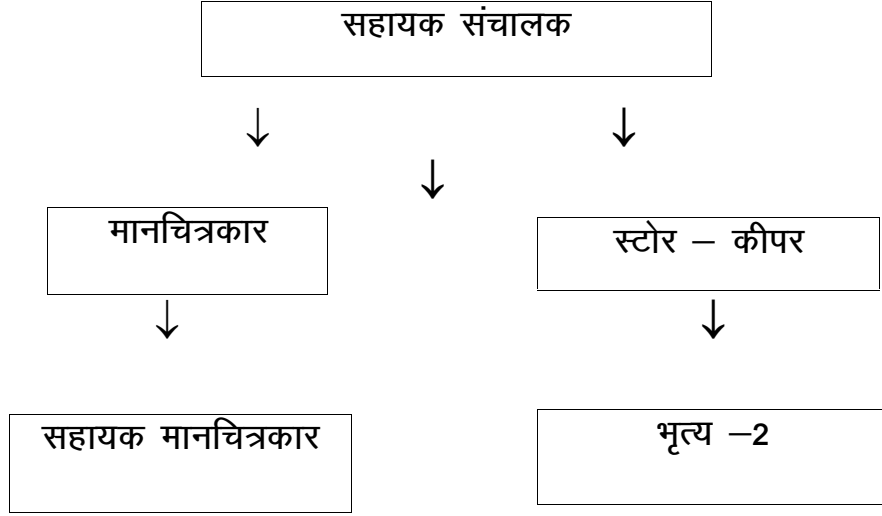 सहायक संचालक
मानचित्रकार
स्टोर – कीपर
सहायक मानचित्रकार
भृत्य –2